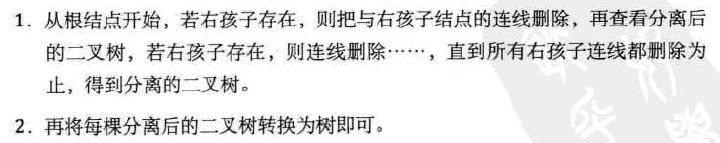 1. 从根结点开始，若右孩子存在，则把与右孩子结点的连线删除，再查看分离后
的二叉树，若右孩子存在，则连线删除……，直到所有右孩子连线都删除为
止，得到分离的二叉树。
2. 再将每棵分离后的二叉树转换为树即可。